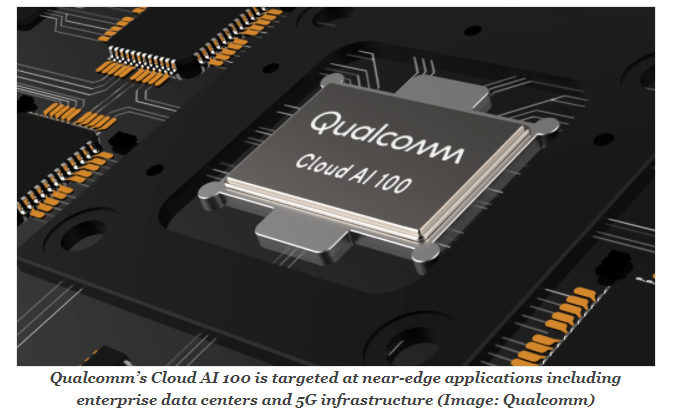 Qualcomm
Cloud AI 100
Qualcomm’s Cloud AI 100 is targeted at near-edge applications including
enterprise data centers and 5G infrastructure (Image: Qualcomn)